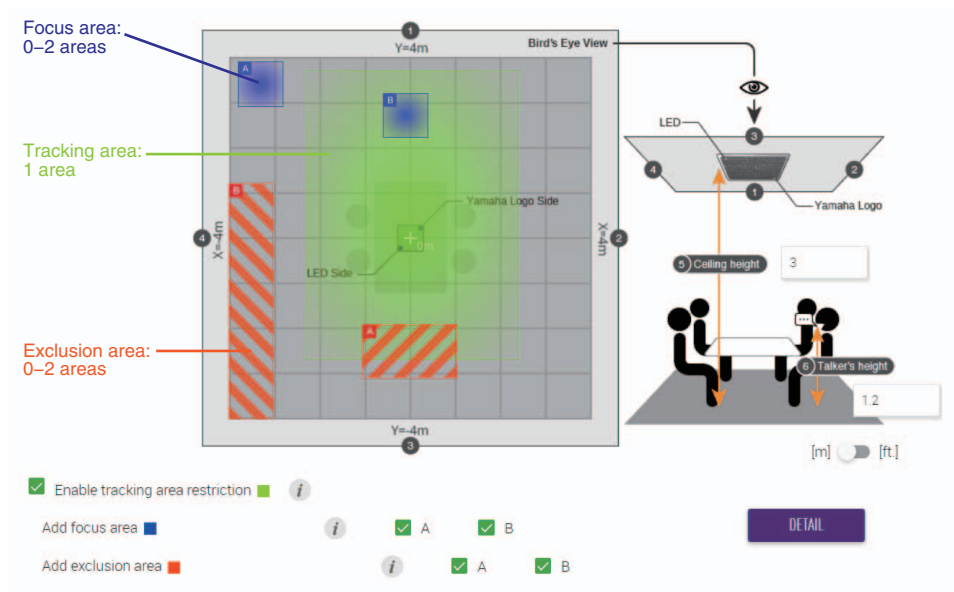 Focus area:
0–2 areas
Tracking area:
1 area
Exclusion area:
0–2 areas
1
Y=4m
Bird's Eye View
A
B
B
Yamaha Logo Side
0m
LED Side
4
X=-4m
X=4m
2
A
Y=-4m
3
LED
3
4
2
1
Yamaha Logo
5 Ceiling height
3
6 Talker's height
1.2
[m] [ft.]
Enable tracking area restriction i
Add focus area i A B
DETAIL
Add exclusion area i A B